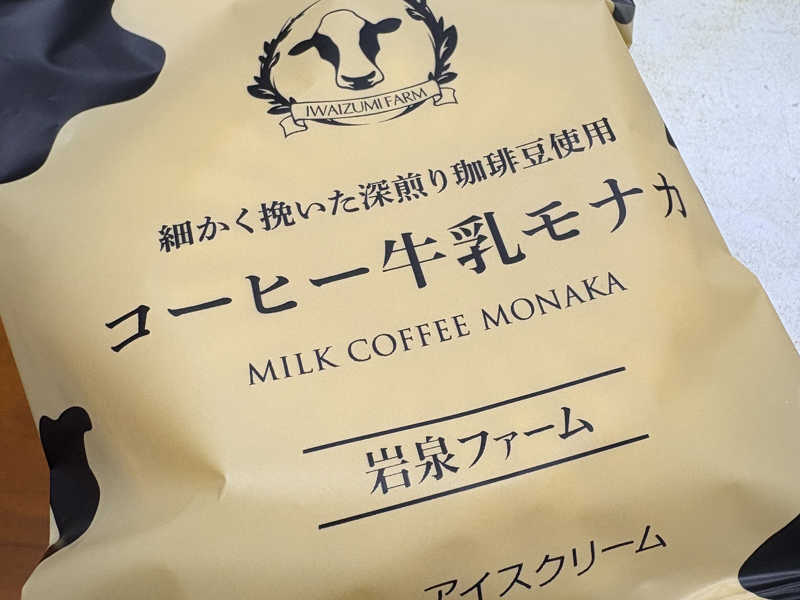 IWAIZUMI FARM
細かく挽いた深煎り珈琲豆使用
コーヒー牛乳モナカ
MILK COFFEE MONAKA
岩泉ファーム
アイスクリーム